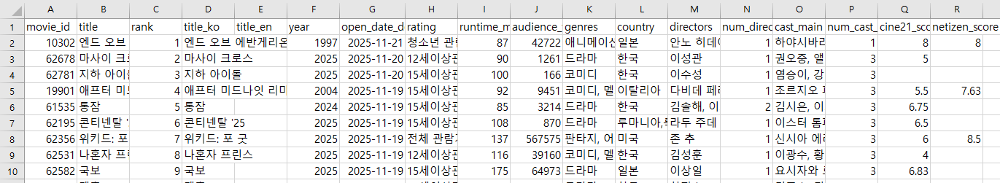 A B C D E F G H I J K L M N O P Q R
1 movie_id title rank title_ko title_en year open_date_d rating runtime_m audience_ genres country directors num_direc cast_main num_cast_ cine21_sco netizen_score
2 10302 엔드 오브 1 엔드 오브 에반게리온 1997 2025-11-21 청소년 관 87 42722 애니메이션 일본 안노 히데 1 하야시바라 1 8 8
3 62678 마사이 크 2 마사이 크로스 2025 2025-11-20 12세이상관 90 1261 드라마 한국 이성관 1 권오중, 앨 3 5
4 62781 지하 아이 3 지하 아이돌 2025 2025-11-20 15세이상관 100 166 코미디 한국 이수성 1 염승이, 강 3
5 19901 애프터 미 4 애프터 미드나잇 리미 2004 2025-11-19 15세이상관 92 9451 코미디, 멜 이탈리아 다비데 페 1 조르지오 3 5.5 7.63
6 61535 통잠 5 통잠 2024 2025-11-19 15세이상관 85 3214 드라마 한국 김솔해, 이 2 김시은, 이 3 6.75
7 62195 콘티넨탈 ' 6 콘티넨탈 '25 2025 2025-11-19 15세이상관 108 870 드라마 루마니아, 라두 주데 1 이스터 톰 3 6.5
8 62356 위키드: 포 7 위키드: 포 굿 2025 2025-11-19 전체 관람 137 567575 판타지, 어 미국 존 추 1 신시아 에 3 6 8.5
9 62531 나혼자 프 8 나혼자 프린스 2025 2025-11-19 12세이상관 116 39160 코미디, 멜 한국 김성훈 1 이광수, 황 3 4
10 62582 국보 9 국보 2025 2025-11-19 15세이상관 175 64973 드라마 일본 이상일 1 요시자와 3 6.83